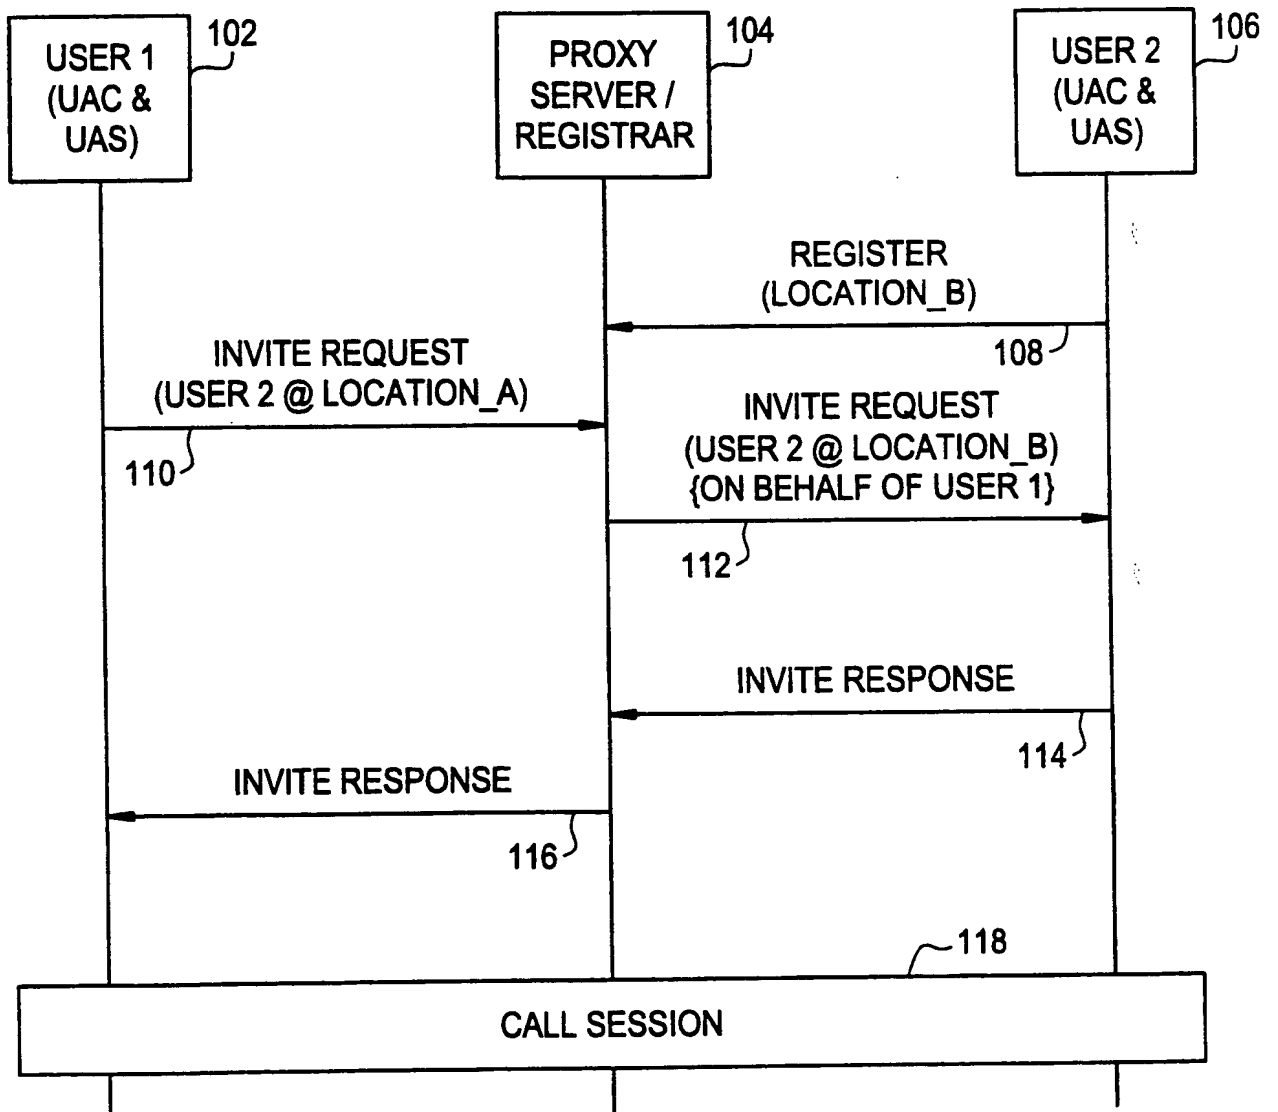 USER 1
(UAC &
UAS)
102
PROXY
SERVER /
REGISTRAR
104
USER 2
(UAC &
UAS)
106
REGISTER
(LOCATION_B)
108
INVITE REQUEST
(USER 2 @ LOCATION_A)
110
INVITE REQUEST
(USER 2 @ LOCATION_B)
{ON BEHALF OF USER 1}
112
INVITE RESPONSE
114
INVITE RESPONSE
116
118
CALL SESSION